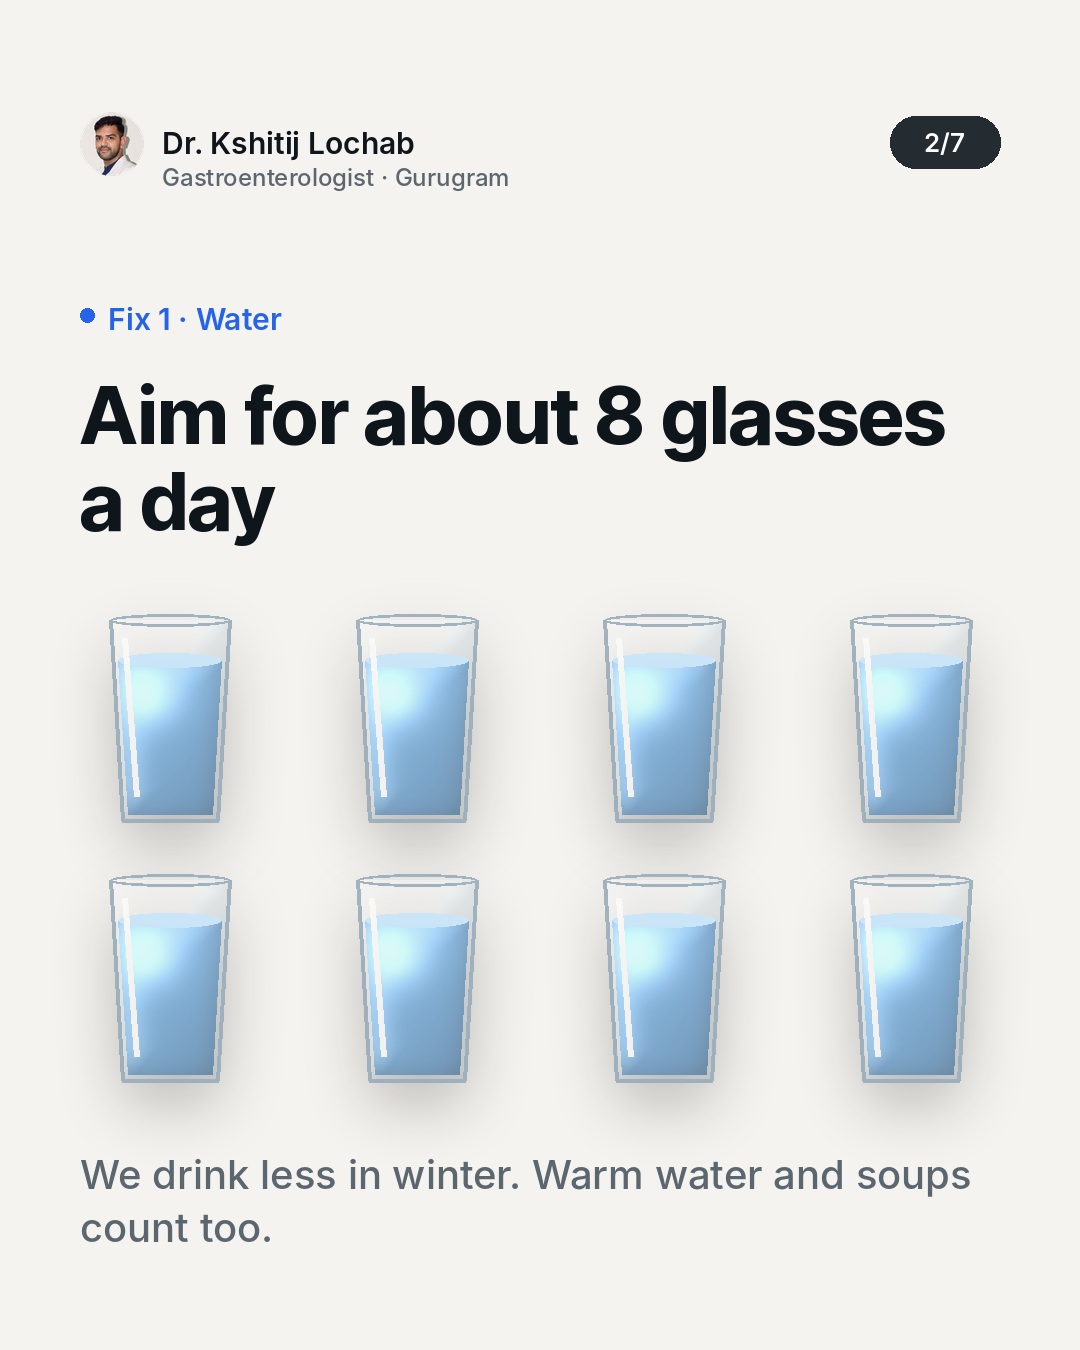 Dr. Kshitij Lochab
Gastroenterologist · Gurugram
2/7
Fix 1 · Water
Aim for about 8 glasses
a day
We drink less in winter. Warm water and soups
count too.